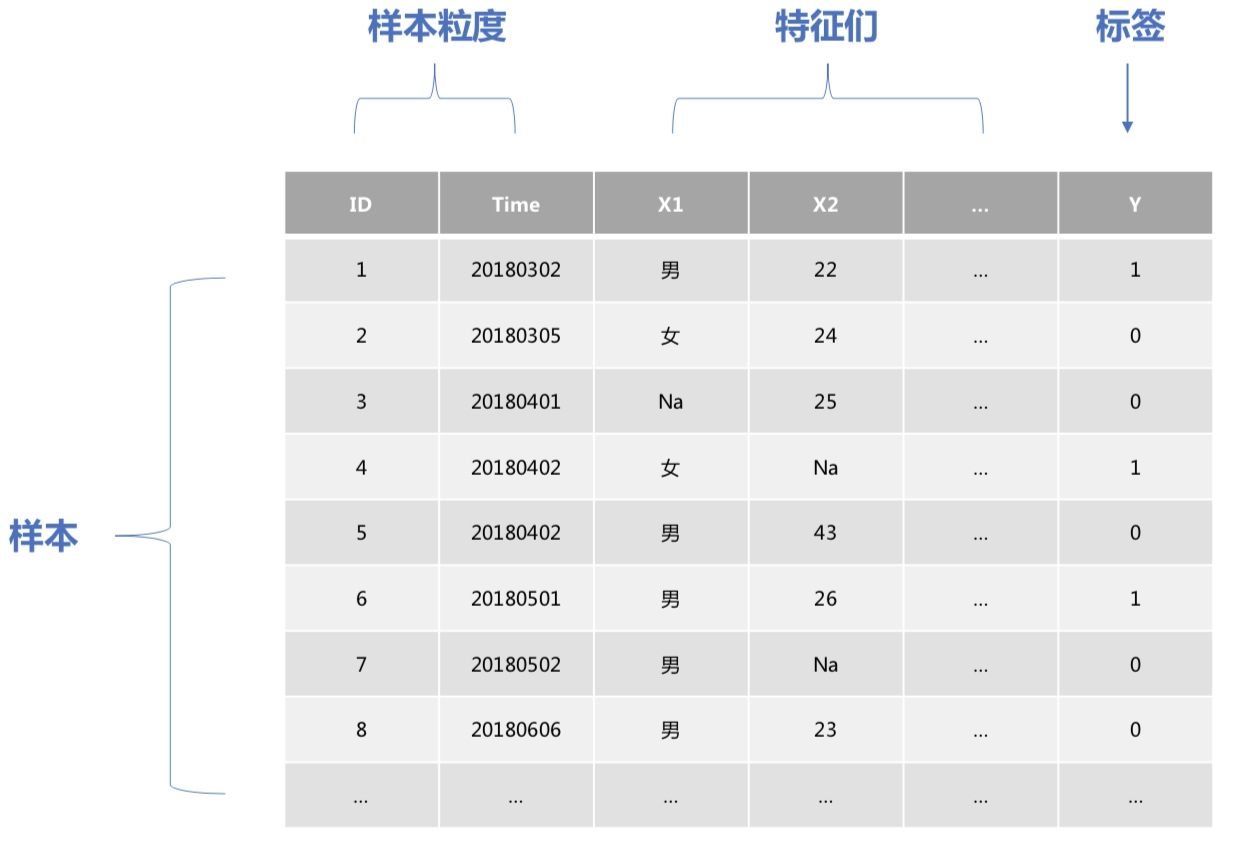 样本粒度 特征们 标签
ID Time X1 X2 ... Y
1 20180302 男 22 ... 1
2 20180305 女 24 ... 0
3 20180401 Na 25 ... 0
4 20180402 女 Na ... 1
5 20180402 男 43 ... 0
样本
6 20180501 男 26 ... 1
7 20180502 男 Na ... 0
8 20180606 男 23 ... 0
... ... ... ... ... ...